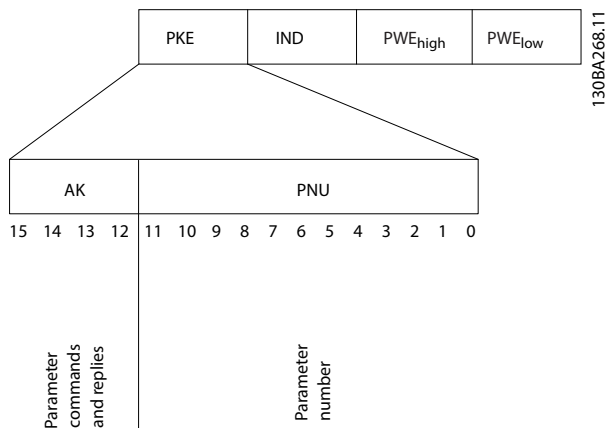 PKE IND PWEhigh PWElow
130BA268.11
AK PNU
15 14 13 12 11 10 9 8 7 6 5 4 3 2 1 0
Parameter
commands
and replies
Parameter
number